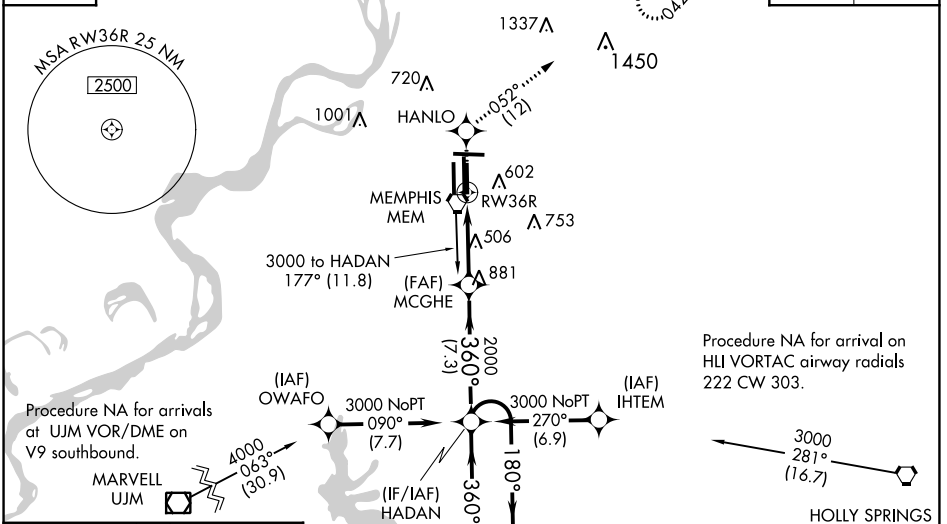 MSA RW36R 25 NM
2500
1337
1450
720
1001
HANLO
052°
(12)
042
602
MEMPHIS
MEM
RW36R
753
506
3000 to HADAN
177° (11.8)
(FAF)
MCGHE
881
2000
360°
(7.3)
Procedure NA for arrival on
HLI VORTAC airway radials
222 CW 303.
(IAF)
OWAFO
3000 NoPT
090°
(7.7)
3000 NoPT
270°
(6.9)
(IAF)
IHTEM
Procedure NA for arrivals
at UJM VOR/DME on
V9 southbound.
4000
063°
(30.9)
MARVELL
UJM
(IF/IAF)
HADAN
360°
180°
3000
281°
(16.7)
HOLLY SPRINGS